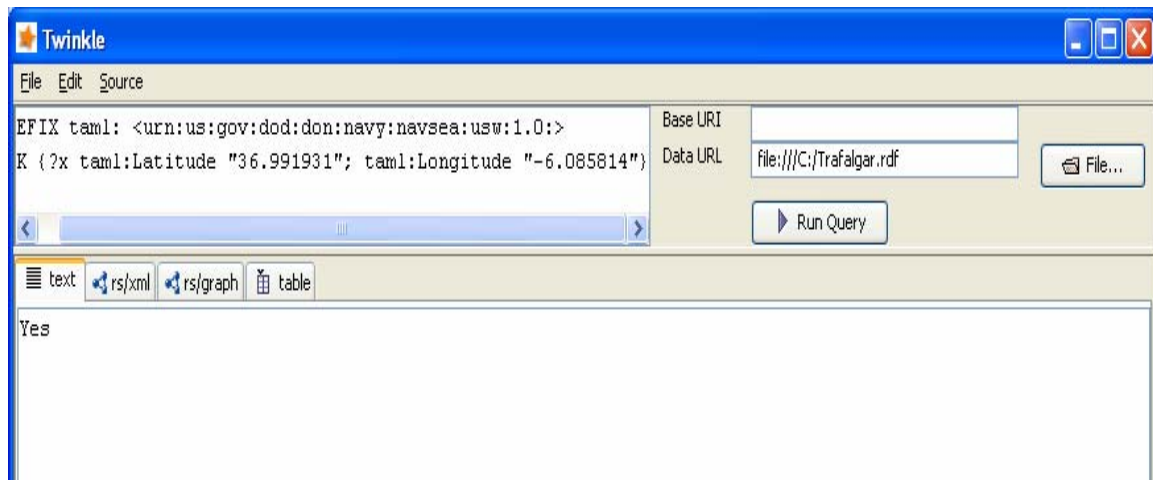 Twinkle
File Edit Source
EFIX taml: <urn:us:gov:dod:don:navy:navsea:usw:1.0:>
K {?x taml:Latitude "36.991931"; taml:Longitude "-6.085814"}
Base URI
Data URL file:///C:/Trafalgar.rdf
File...
Run Query
text rs/xml rs/graph table
Yes